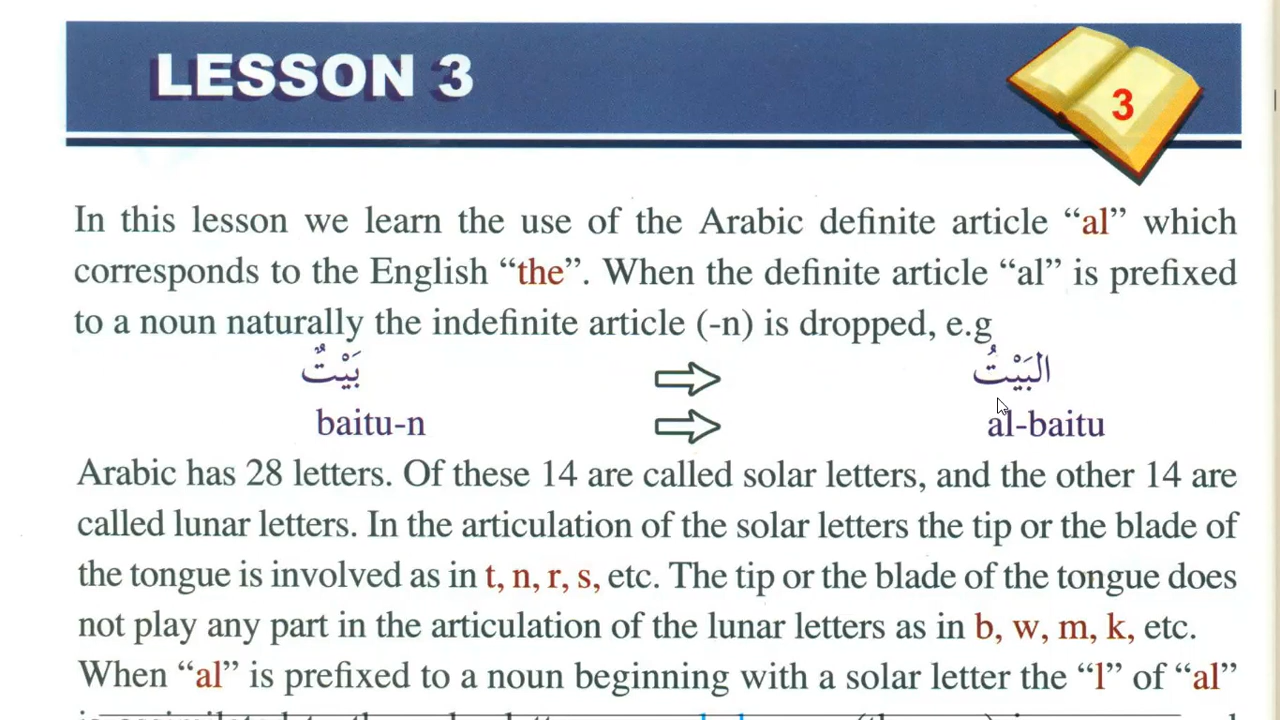 LESSON 3
3
In this lesson we learn the use of the Arabic definite article “al” which
corresponds to the English “the”. When the definite article “al” is prefixed
to a noun naturally the indefinite article (-n) is dropped, e.g
بَيْتٌ ⇨ البَيْتُ
baitu-n ⇨ al-baitu
Arabic has 28 letters. Of these 14 are called solar letters, and the other 14 are
called lunar letters. In the articulation of the solar letters the tip or the blade of
the tongue is involved as in t, n, r, s, etc. The tip or the blade of the tongue does
not play any part in the articulation of the lunar letters as in b, w, m, k, etc.
When “al” is prefixed to a noun beginning with a solar letter the “l” of “al”